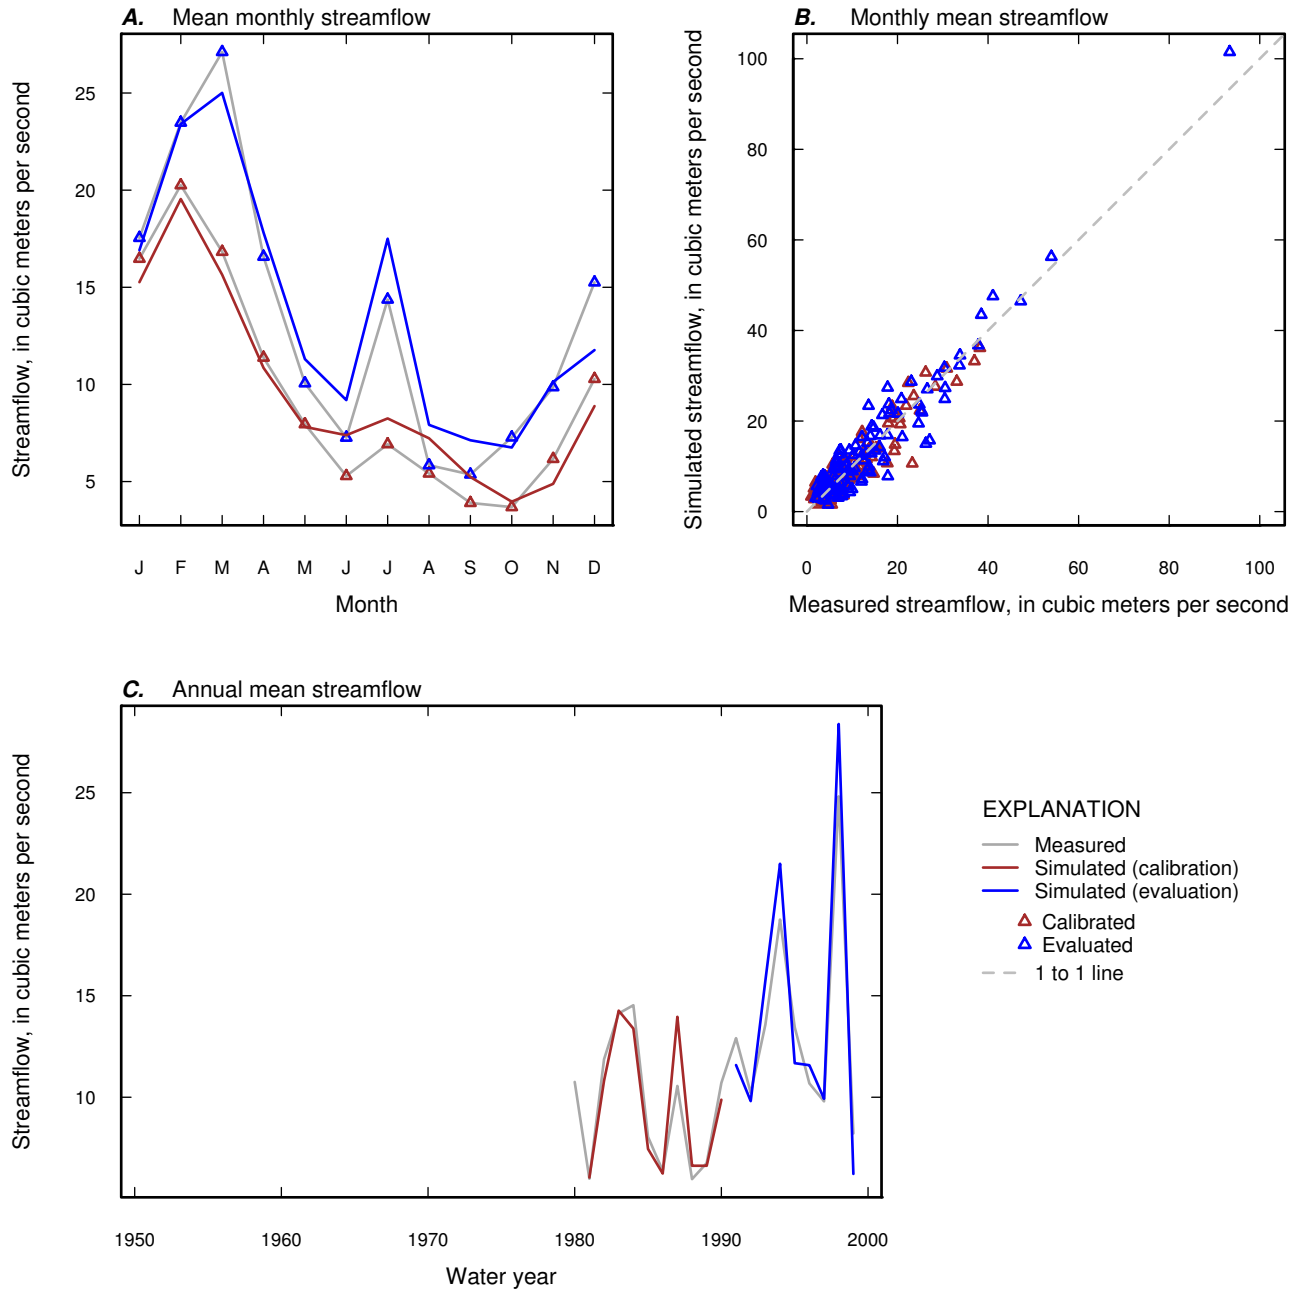 A. Mean monthly streamflow
Streamflow, in cubic meters per second
25
20
15
10
5
J F M A M J J A S O N D
Month
B. Monthly mean streamflow
Simulated streamflow, in cubic meters per second
100
80
60
40
20
0
0 20 40 60 80 100
Measured streamflow, in cubic meters per second
C. Annual mean streamflow
Streamflow, in cubic meters per second
25
20
15
10
1950 1960 1970 1980 1990 2000
Water year
EXPLANATION
Measured
Simulated (calibration)
Simulated (evaluation)
Calibrated
Evaluated
1 to 1 line